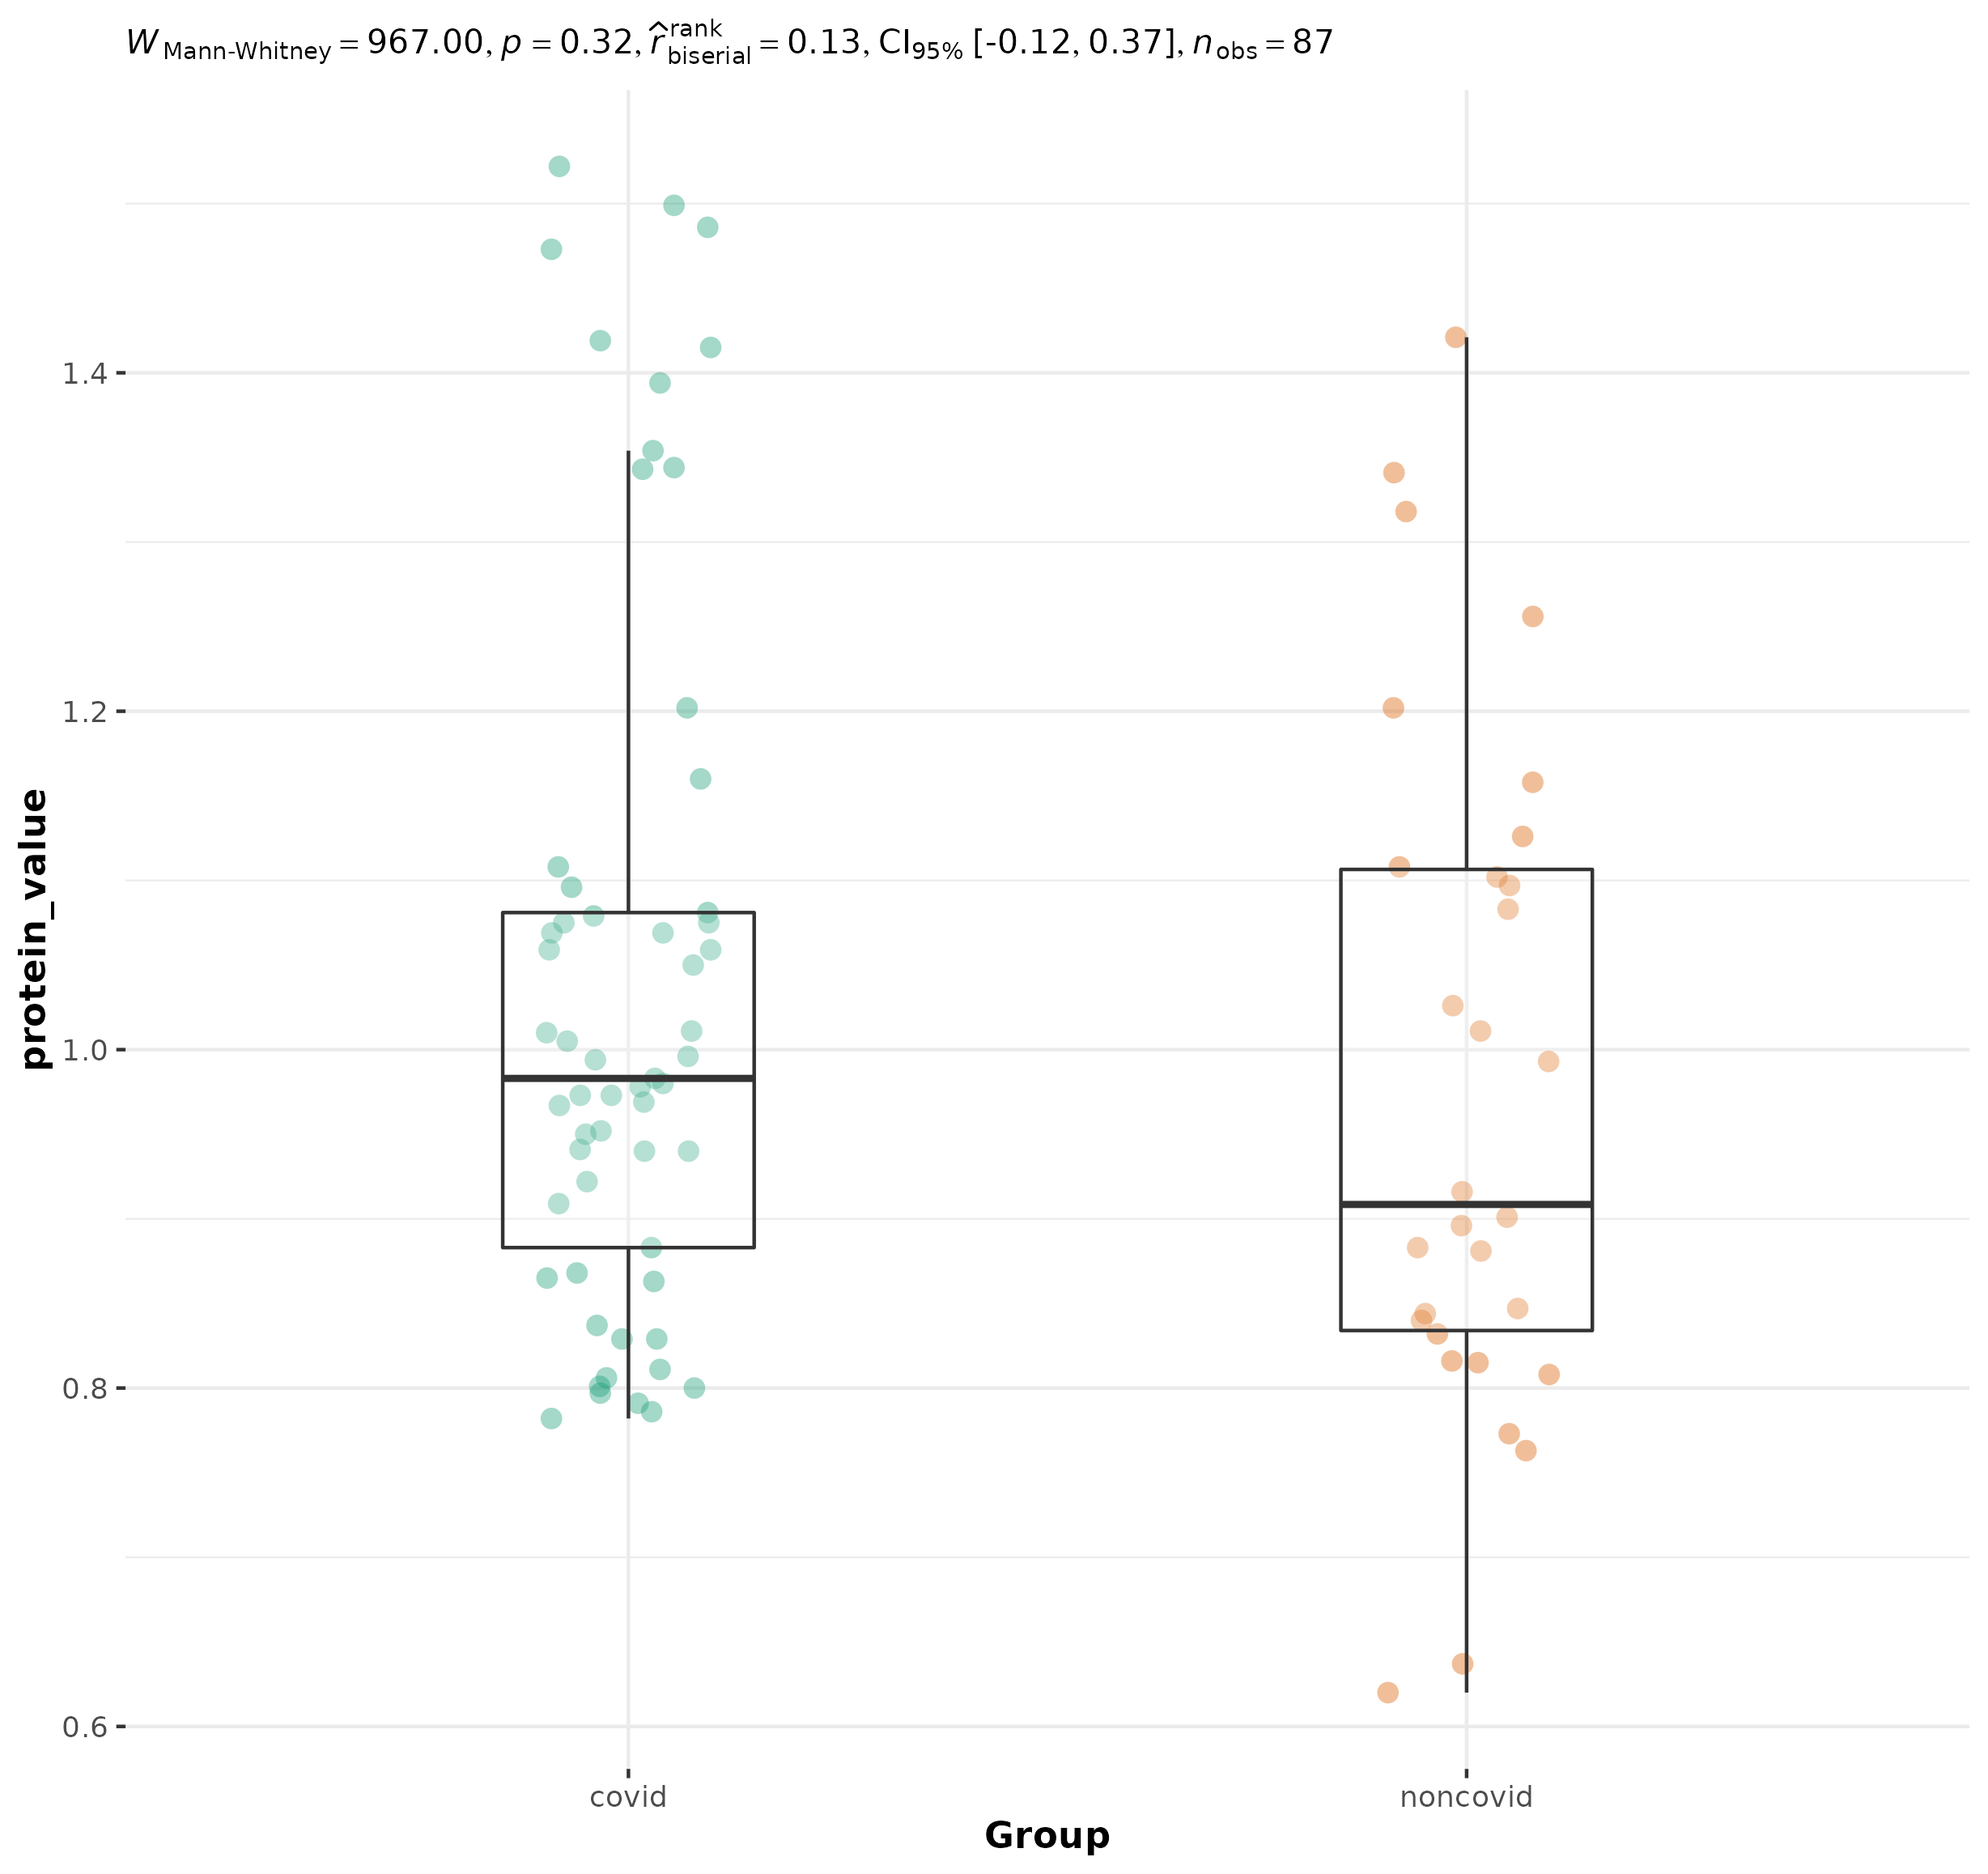 W Mann-Whitney = 967.00, p = 0.32, r̂ rank biserial = 0.13, CI95% [-0.12, 0.37], n obs = 87
1.4
1.2
1.0
0.8
0.6
protein_value
covid noncovid
Group